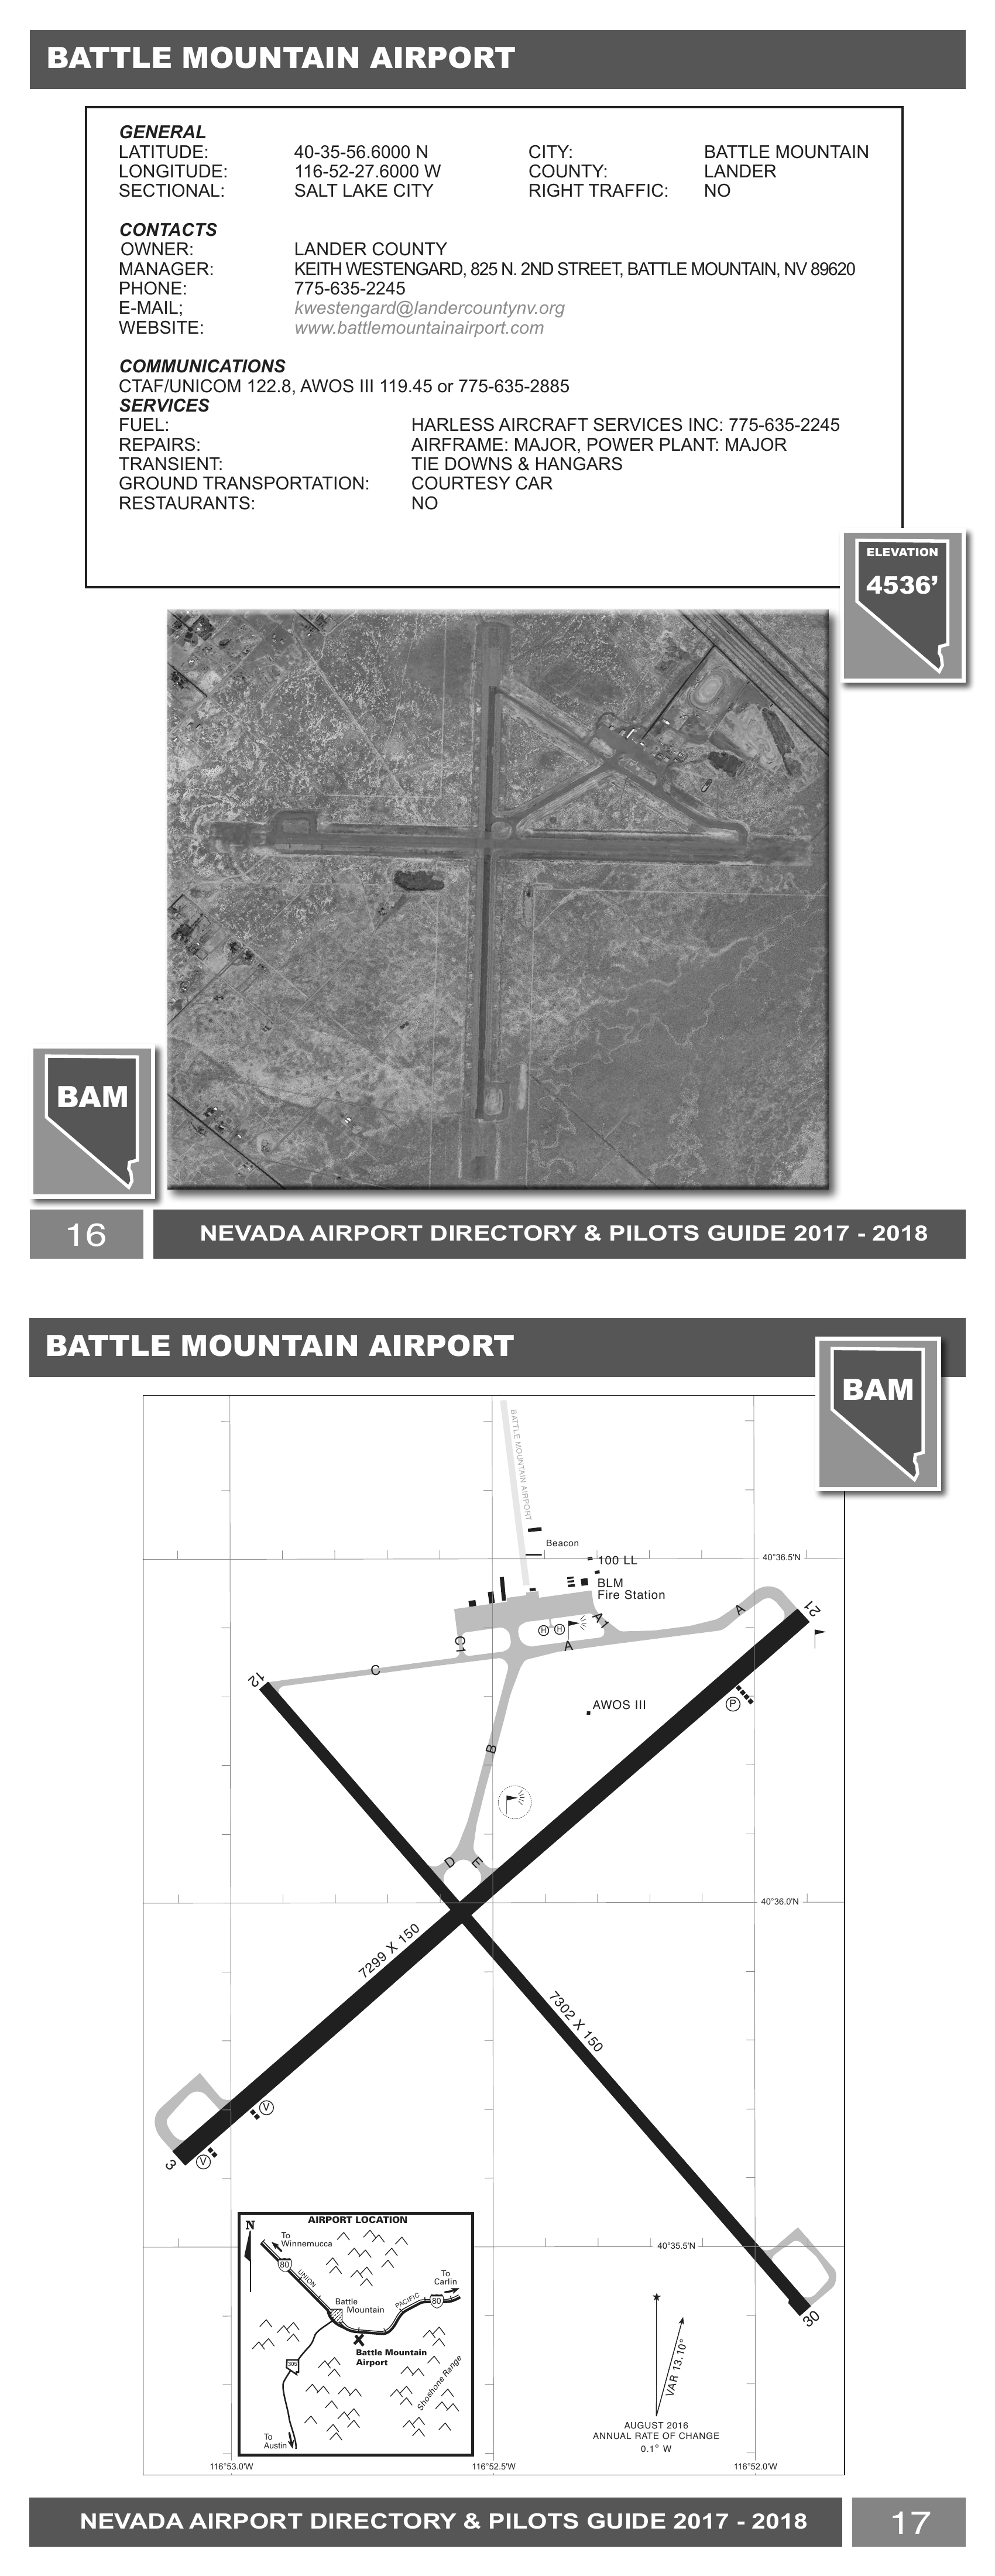 BATTLE MOUNTAIN AIRPORT
GENERAL
LATITUDE: 40-35-56.6000 N CITY: BATTLE MOUNTAIN
LONGITUDE: 116-52-27.6000 W COUNTY: LANDER
SECTIONAL: SALT LAKE CITY RIGHT TRAFFIC: NO
CONTACTS
OWNER: LANDER COUNTY
MANAGER: KEITH WESTENGARD, 825 N. 2ND STREET, BATTLE MOUNTAIN, NV 89620
PHONE: 775-635-2245
E-MAIL; kwestengard@landercountynv.org
WEBSITE: www.battlemountainairport.com
COMMUNICATIONS
CTAF/UNICOM 122.8, AWOS III 119.45 or 775-635-2885
SERVICES
FUEL: HARLESS AIRCRAFT SERVICES INC: 775-635-2245
REPAIRS: AIRFRAME: MAJOR, POWER PLANT: MAJOR
TRANSIENT: TIE DOWNS & HANGARS
GROUND TRANSPORTATION: COURTESY CAR
RESTAURANTS: NO
ELEVATION
4536’
BAM
16
NEVADA AIRPORT DIRECTORY & PILOTS GUIDE 2017 - 2018
BATTLE MOUNTAIN AIRPORT
BAM
BATTLE MOUNTAIN AIRPORT
Beacon
40°36.5'N
100 LL
BLM
Fire Station
A
21
A1
H H
C1
A
C
12
AWOS III
P
B
D E
40°36.0'N
7299 X 150
7302 X 150
V
V
3
40°35.5'N
30
AIRPORT LOCATION
N
To
Winnemucca
80
UNION
To
Carlin
80
PACIFIC
Battle
Mountain
Battle Mountain
Airport
305
Shoshone Range
To
Austin
VAR 13.10°
AUGUST 2016
ANNUAL RATE OF CHANGE
0.1° W
116°53.0'W 116°52.5'W 116°52.0'W
NEVADA AIRPORT DIRECTORY & PILOTS GUIDE 2017 - 2018
17